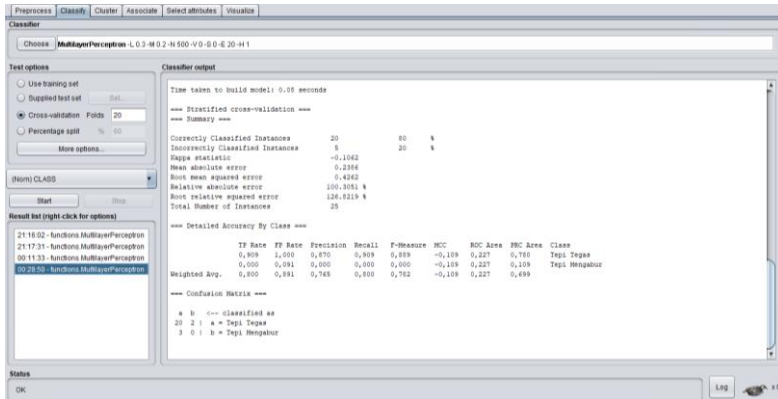 Preprocess Classify Cluster Associate Select attributes Visualize
Classifier
Choose MultilayerPerceptron -L 0.3 -M 0.2 -N 500 -V 0 -S 0 -E 20 -H 1
Test options
Use training set
Supplied test set Set...
Cross-validation Folds 20
Percentage split % 60
More options...
(Nom) CLASS
Start Stop
Result list (right-click for options)
21:16:02 - functions.MultilayerPerceptron
21:17:31 - functions.MultilayerPerceptron
00:11:33 - functions.MultilayerPerceptron
00:28:50 - functions.MultilayerPerceptron
Classifier output
Time taken to build model: 0.08 seconds
=== Stratified cross-validation ===
=== Summary ===
Correctly Classified Instances 20 80 %
Incorrectly Classified Instances 5 20 %
Kappa statistic -0.1062
Mean absolute error 0.2386
Root mean squared error 0.4262
Relative absolute error 100.3051 %
Root relative squared error 126.8219 %
Total Number of Instances 25
=== Detailed Accuracy By Class ===
TP Rate FP Rate Precision Recall F-Measure MCC ROC Area PRC Area Class
0,909 1,000 0,870 0,909 0,889 -0,109 0,227 0,780 Tepi Tegas
0,000 0,091 0,000 0,000 0,000 -0,109 0,227 0,109 Tepi Mengabur
Weighted Avg. 0,800 0,891 0,765 0,800 0,782 -0,109 0,227 0,699
=== Confusion Matrix ===
a b <-- classified as
20 2 | a = Tepi Tegas
3 0 | b = Tepi Mengabur
Status
OK
Log